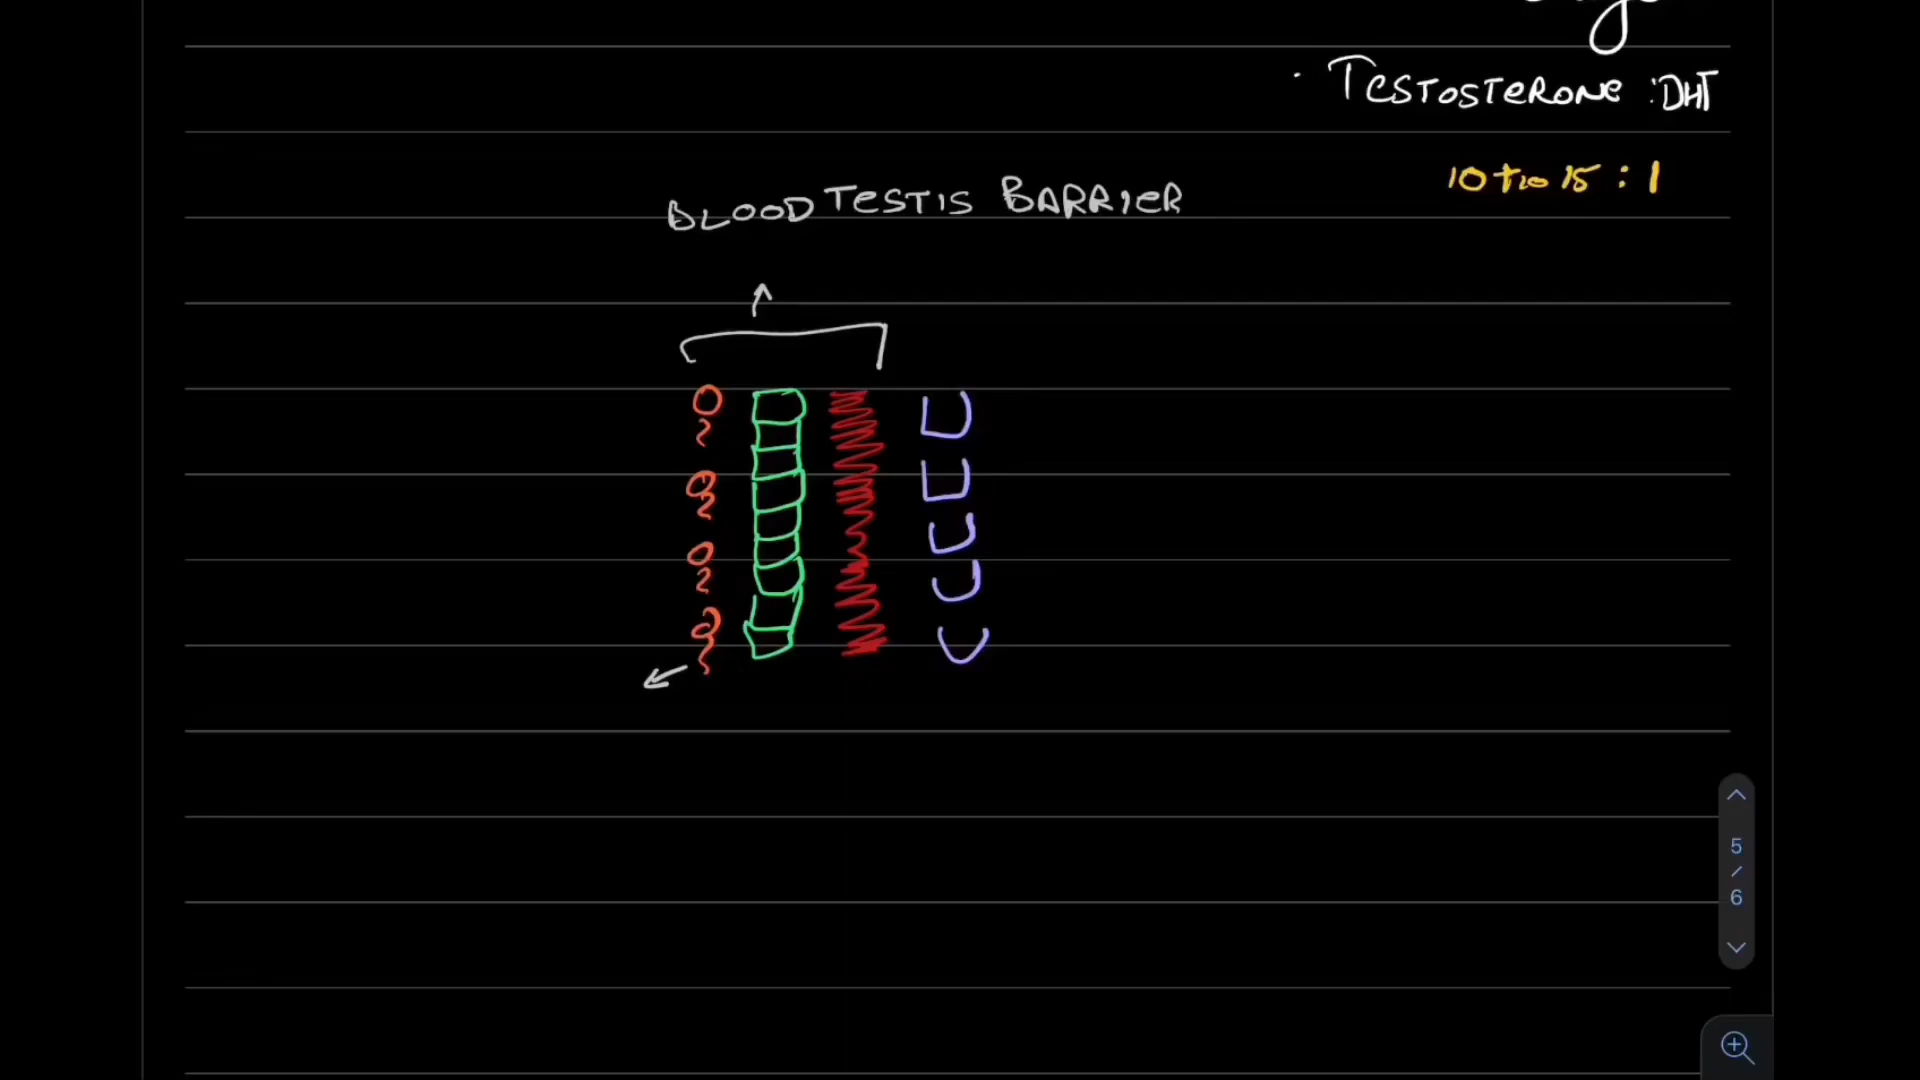 TESTOSTERONE : DHT
10 to 15 : 1
BLOOD TESTIS BARRIER
5
/
6